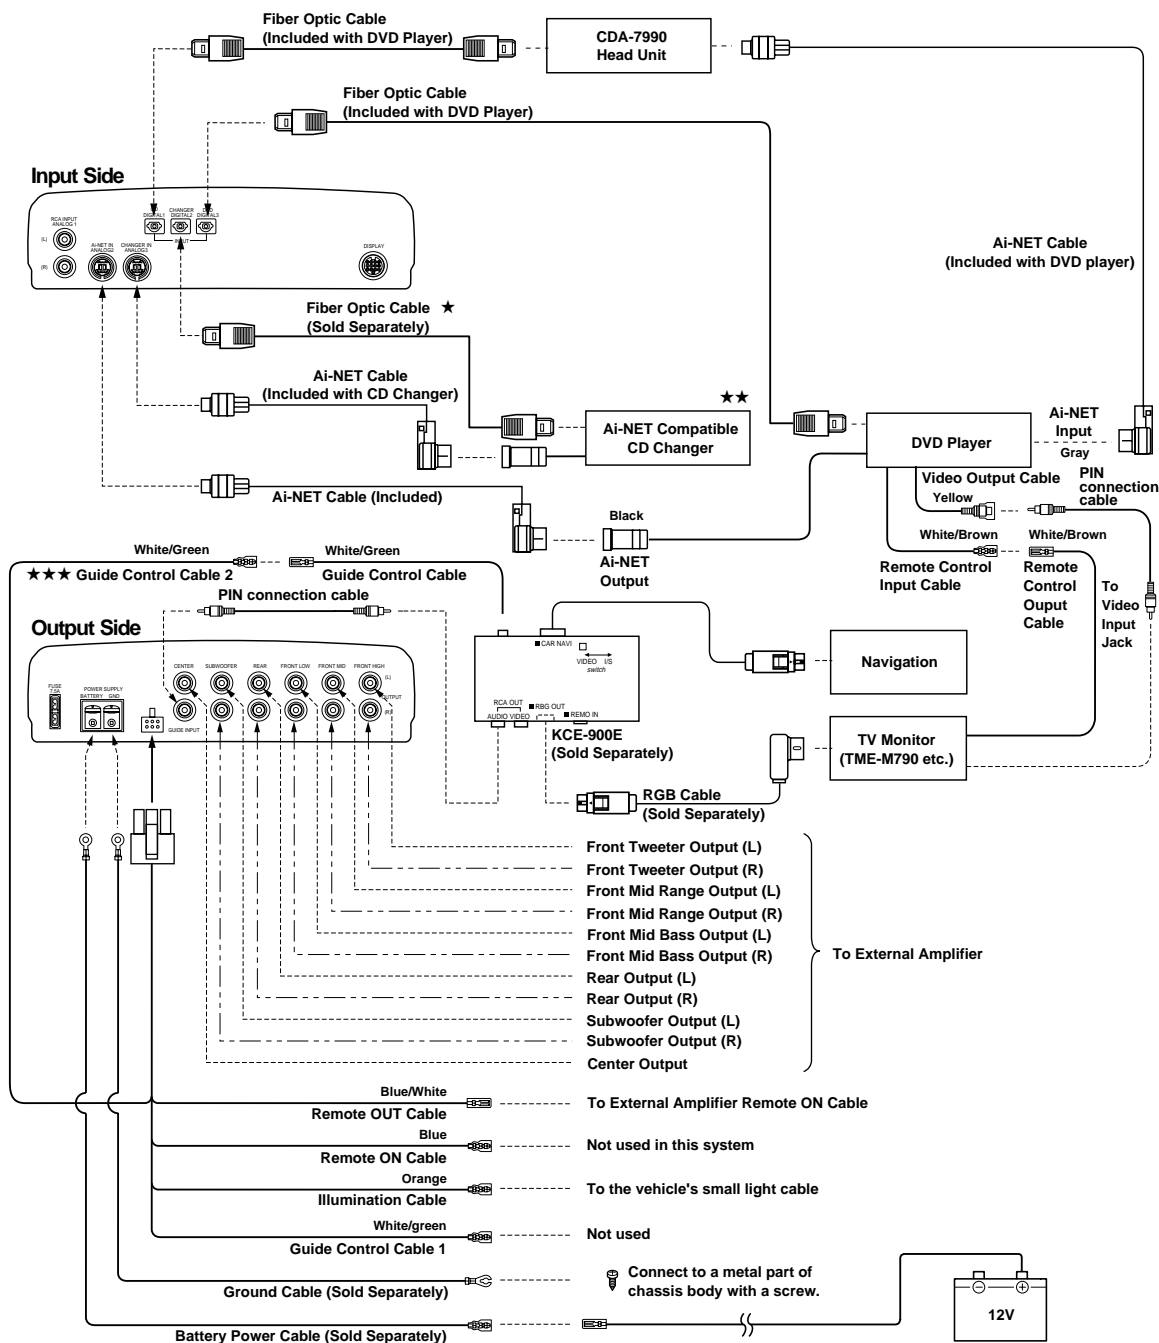 Fiber Optic Cable
(Included with DVD Player)
CDA-7990
Head Unit
Fiber Optic Cable
(Included with DVD Player)
Input Side
RCA INPUT
ANALOG 1
(L)
(R)
Ai-NET IN
ANALOG2
CHANGER IN
ANALOG3
DIGITAL1
CHANGER
DIGITAL2
DIGITAL3
INPUT
DISPLAY
Ai-NET Cable
(Included with DVD player)
Fiber Optic Cable ★
(Sold Separately)
Ai-NET Cable
(Included with CD Changer)
★★
Ai-NET Compatible
CD Changer
DVD Player
Ai-NET
Input
Gray
Ai-NET Cable (Included)
Black
Ai-NET
Output
Video Output Cable
Yellow
PIN
connection
cable
White/Brown
White/Brown
Remote Control
Input Cable
Remote
Control
Ouput
Cable
To
Video
Input
Jack
White/Green
White/Green
★★★ Guide Control Cable 2
Guide Control Cable
PIN connection cable
Output Side
FUSE
7.5A
POWER SUPPLY
BATTERY GND
CENTER
SUBWOOFER
REAR
FRONT LOW
FRONT MID
FRONT HIGH
(L)
OUTPUT
(R)
GUIDE INPUT
■ CAR NAVI
VIDEO I/S
switch
RCA OUT
■ RBG OUT
AUDIO VIDEO
■ REMO IN
KCE-900E
(Sold Separately)
Navigation
TV Monitor
(TME-M790 etc.)
RGB Cable
(Sold Separately)
Front Tweeter Output (L)
Front Tweeter Output (R)
Front Mid Range Output (L)
Front Mid Range Output (R)
Front Mid Bass Output (L)
Front Mid Bass Output (R)
Rear Output (L)
Rear Output (R)
Subwoofer Output (L)
Subwoofer Output (R)
Center Output
To External Amplifier
Blue/White
Remote OUT Cable
To External Amplifier Remote ON Cable
Blue
Remote ON Cable
Not used in this system
Orange
Illumination Cable
To the vehicle's small light cable
White/green
Guide Control Cable 1
Not used
Ground Cable (Sold Separately)
Connect to a metal part of
chassis body with a screw.
Battery Power Cable (Sold Separately)
12V